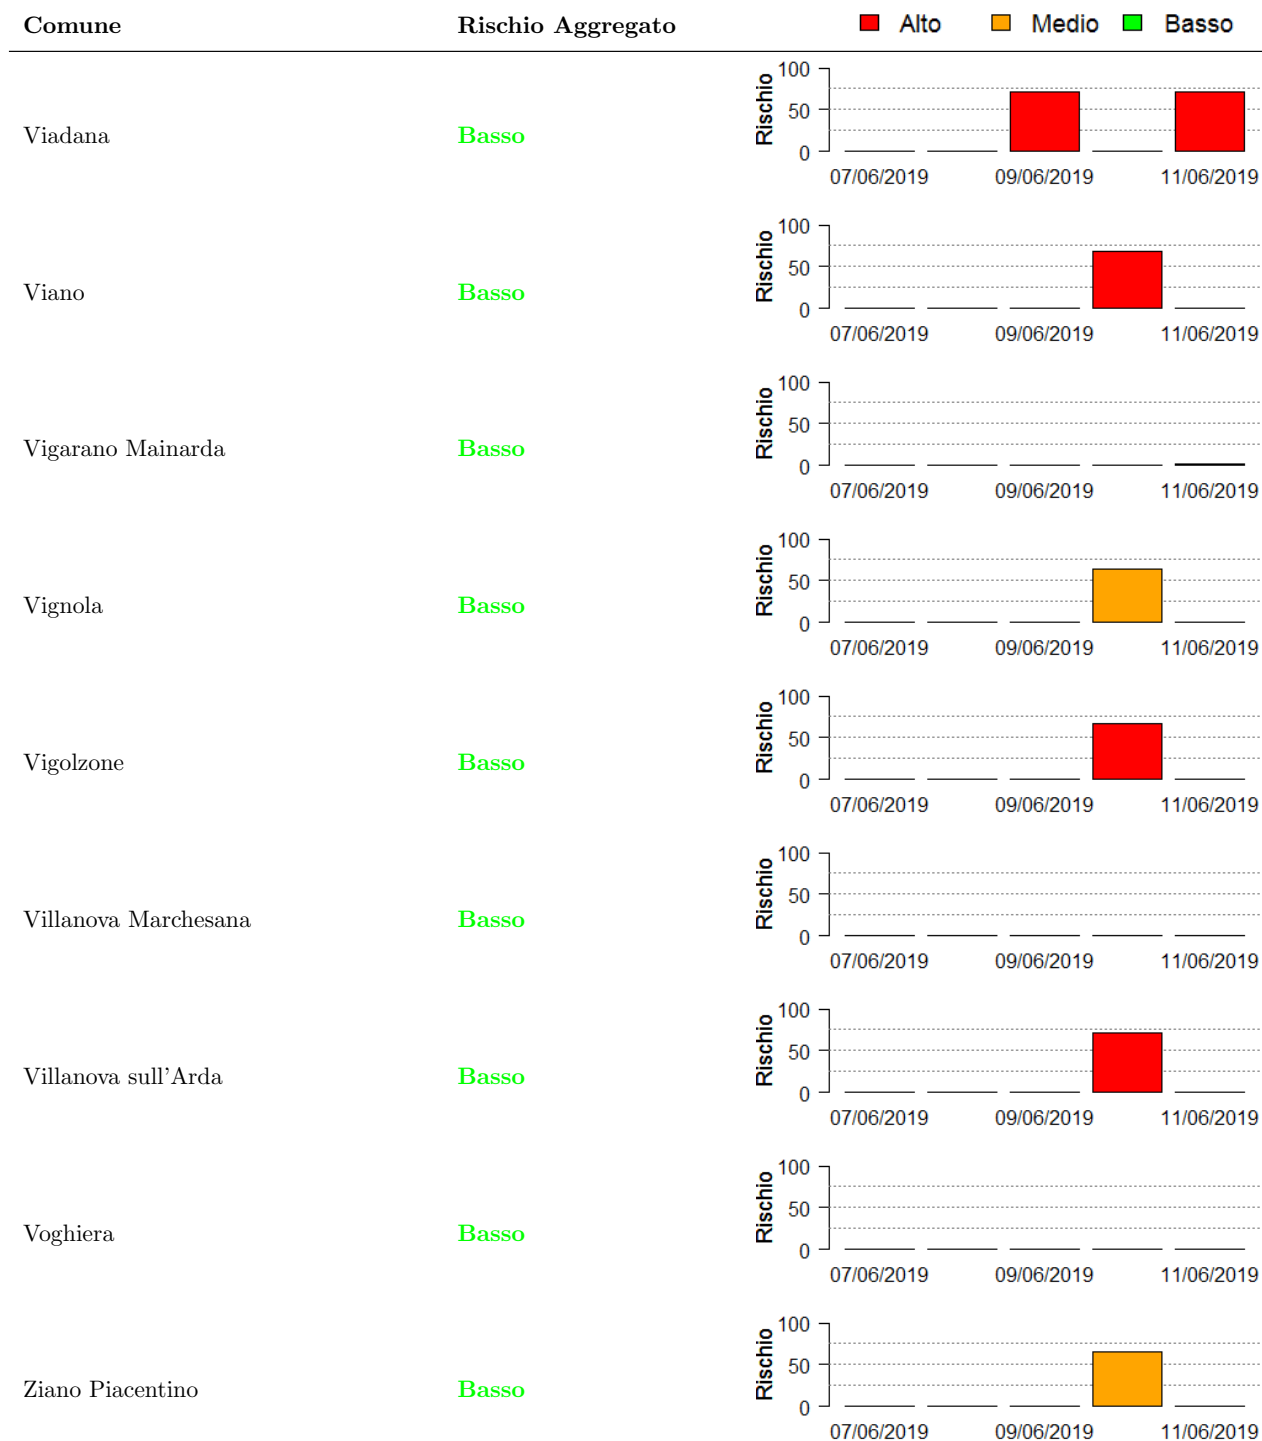 Comune Rischio Aggregato Alto Medio Basso
100
50
0
Rischio
Viadana Basso
07/06/2019 09/06/2019 11/06/2019
100
50
0
Rischio
Viano Basso
07/06/2019 09/06/2019 11/06/2019
100
50
0
Rischio
Vigarano Mainarda Basso
07/06/2019 09/06/2019 11/06/2019
100
50
0
Rischio
Vignola Basso
07/06/2019 09/06/2019 11/06/2019
100
50
0
Rischio
Vigolzone Basso
07/06/2019 09/06/2019 11/06/2019
100
50
0
Rischio
Villanova Marchesana Basso
07/06/2019 09/06/2019 11/06/2019
100
50
0
Rischio
Villanova sull'Arda Basso
07/06/2019 09/06/2019 11/06/2019
100
50
0
Rischio
Voghiera Basso
07/06/2019 09/06/2019 11/06/2019
100
50
0
Rischio
Ziano Piacentino Basso
07/06/2019 09/06/2019 11/06/2019